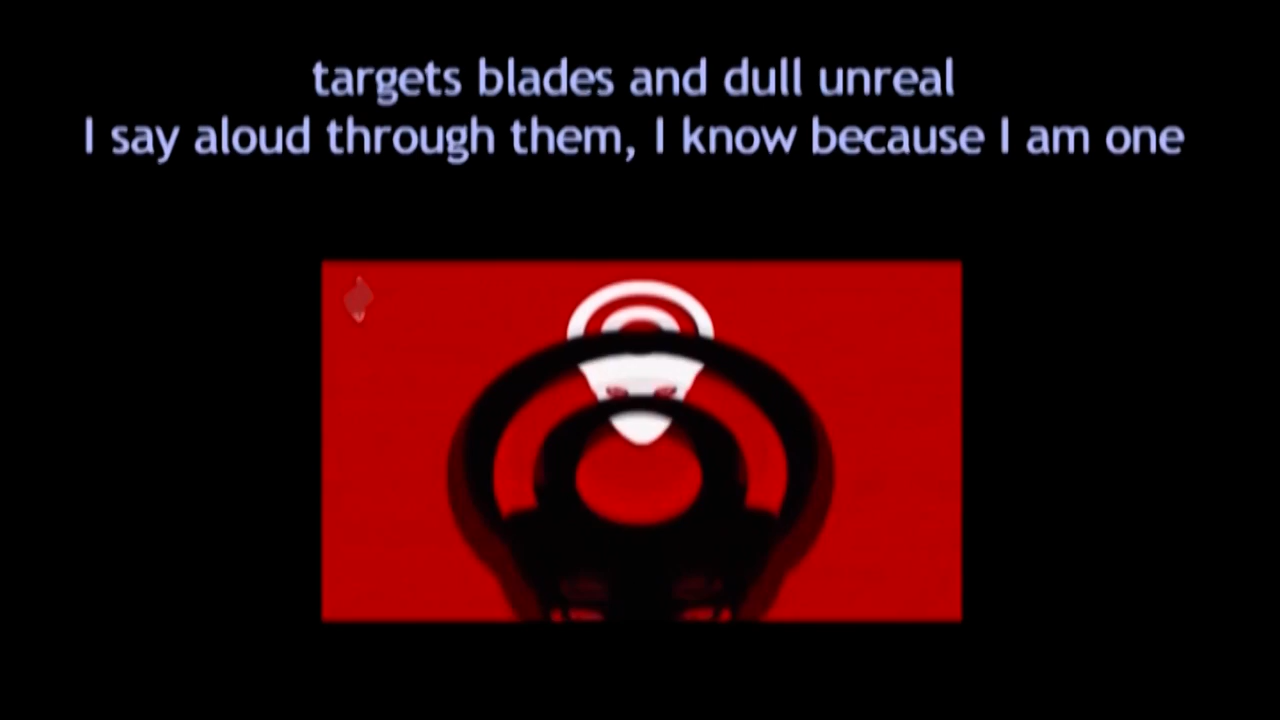 targets blades and dull unreal
I say aloud through them, I know because I am one